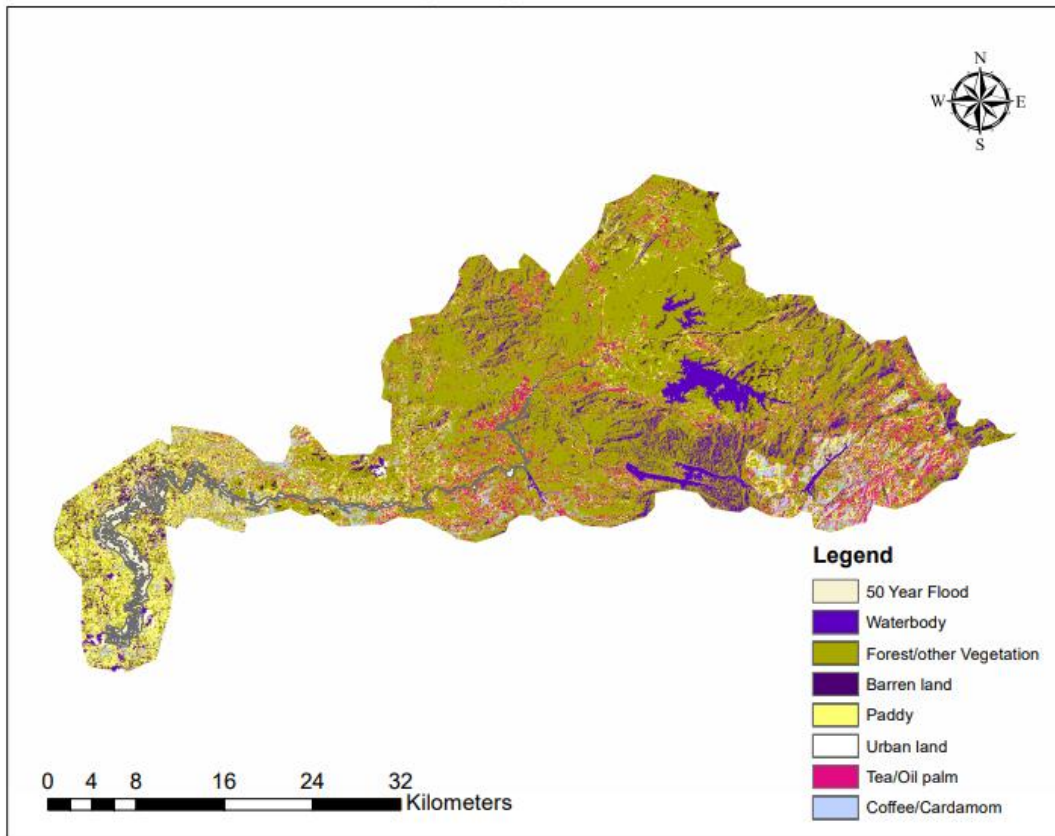 N
W E
S
Legend
50 Year Flood
Waterbody
Forest/other Vegetation
Barren land
Paddy
Urban land
Tea/Oil palm
Coffee/Cardamom
0 4 8 16 24 32
Kilometers